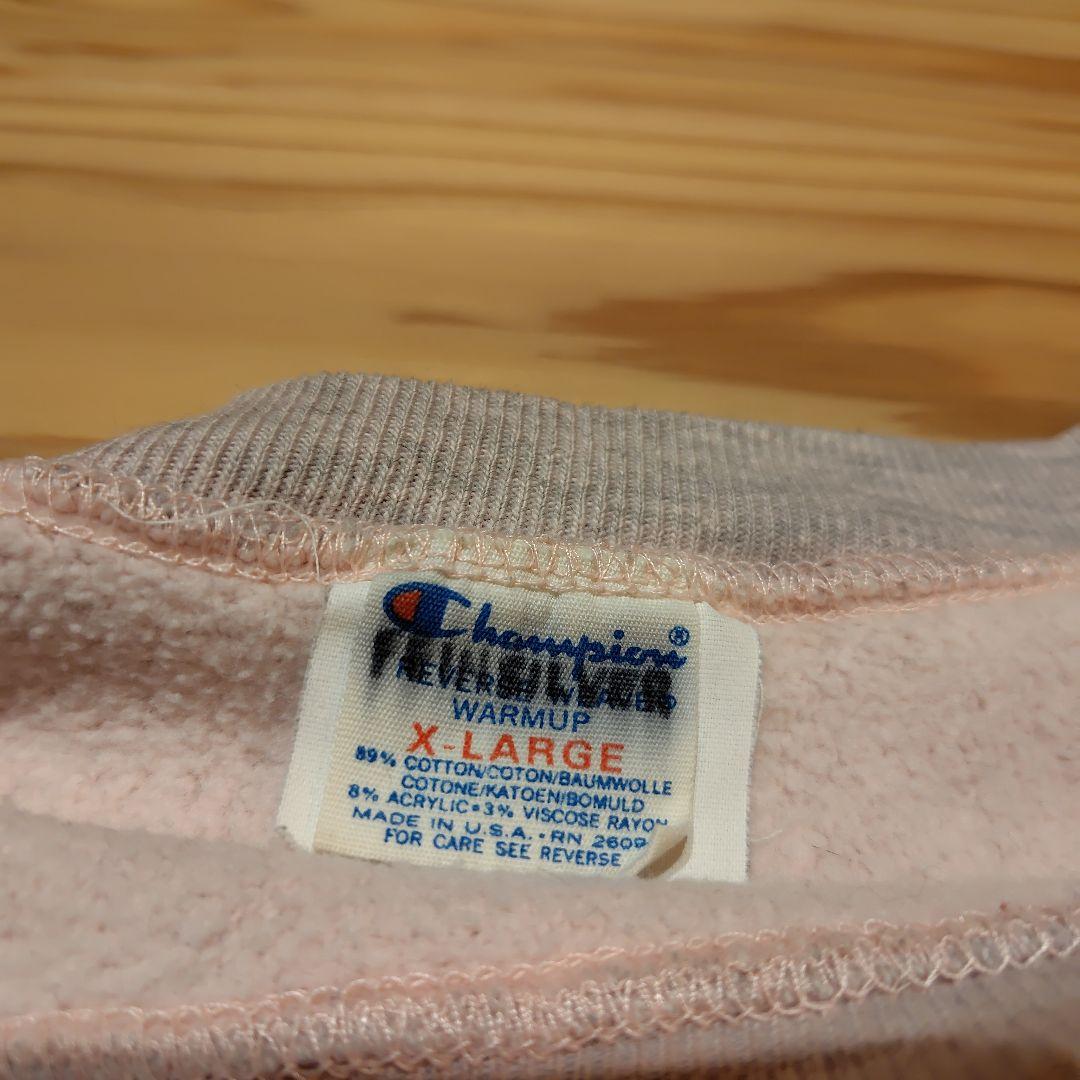 Champion®
REVERSE WEAVE®
SILVER
WARMUP
X-LARGE
89% COTTON/COTON/BAUMWOLLE
COTONE/KATOEN/BOMULD
8% ACRYLIC • 3% VISCOSE RAYON
MADE IN U.S.A. • RN 2609
FOR CARE SEE REVERSE